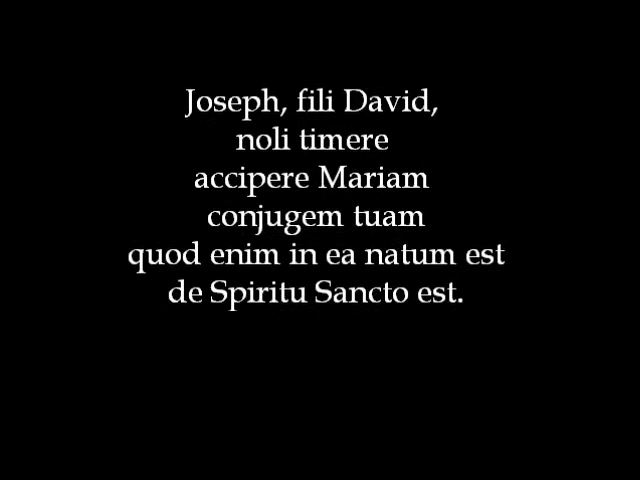 Joseph, fili David,
noli timere
accipere Mariam
conjugem tuam
quod enim in ea natum est
de Spiritu Sancto est.